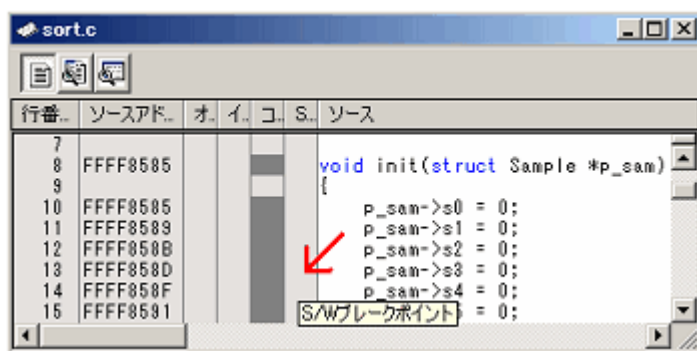 sort.c
行番... ソースアド... オ... イ... コ... S... ソース
7
8 FFFF8585 void init(struct Sample *p_sam)
9 {
10 FFFF8585 p_sam->s0 = 0;
11 FFFF8589 p_sam->s1 = 0;
12 FFFF858B p_sam->s2 = 0;
13 FFFF858D p_sam->s3 = 0;
14 FFFF858F p_sam->s4 = 0;
15 FFFF8591 = 0;
S/Wブレークポイント